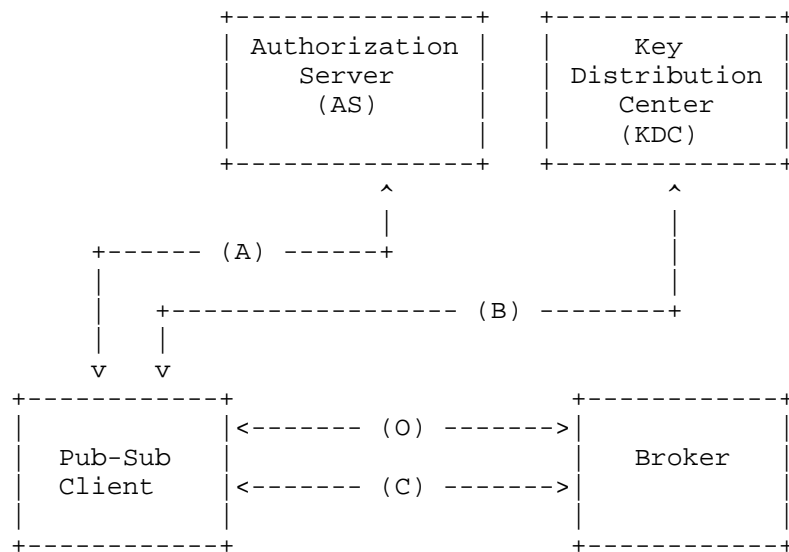 Authorization Key
Server Distribution
(AS) Center
(KDC)
(A)
(B)
(O)
Pub-Sub Broker
Client (C)